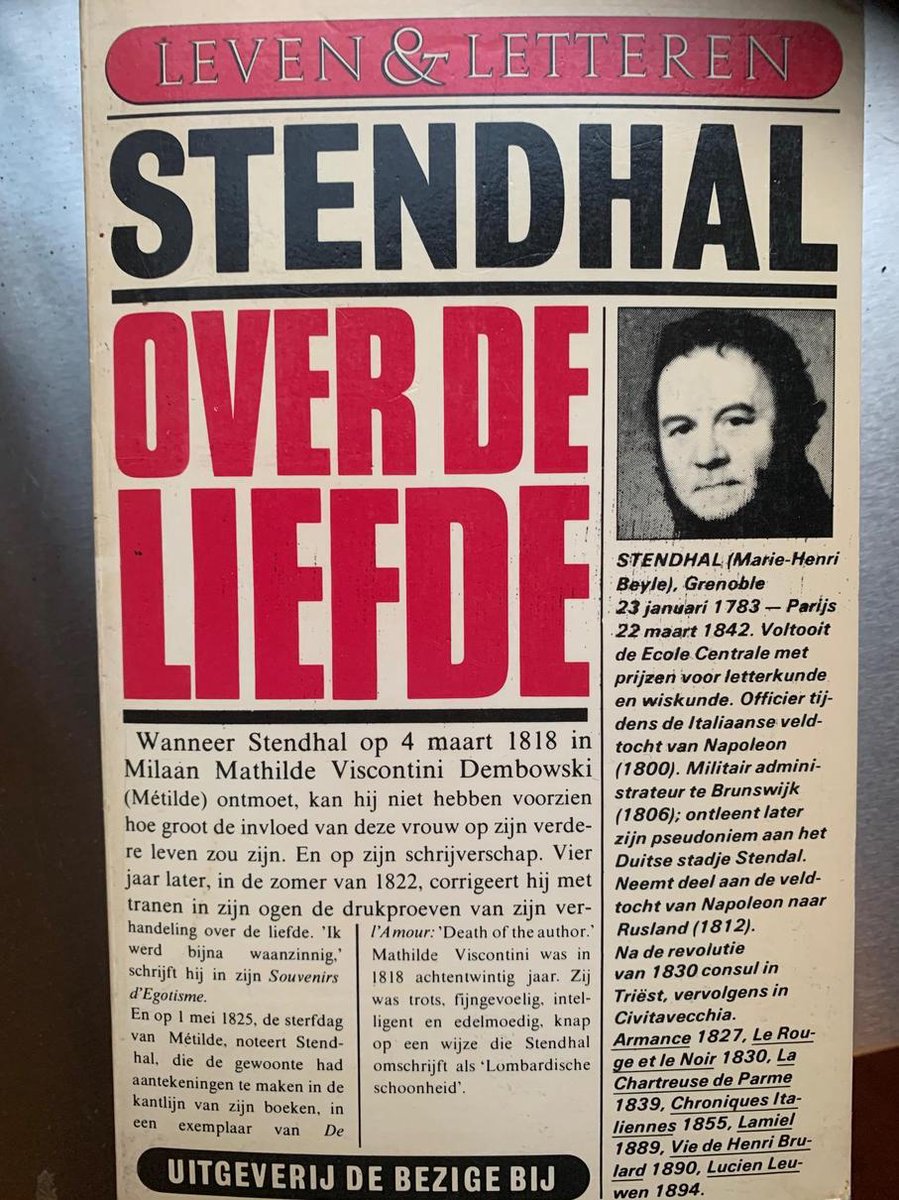 LEVEN & LETTEREN
STENDHAL
OVER DE
LIEFDE
Wanneer Stendhal op 4 maart 1818 in
Milaan Mathilde Viscontini Dembowski
(Métilde) ontmoet, kan hij niet hebben voorzien
hoe groot de invloed van deze vrouw op zijn verde-
re leven zou zijn. En op zijn schrijverschap. Vier
jaar later, in de zomer van 1822, corrigeert hij met
tranen in zijn ogen de drukproeven van zijn ver-
handeling over de liefde. 'Ik
werd bijna waanzinnig,'
schrijft hij in zijn Souvenirs
d'Egotisme.
En op 1 mei 1825, de sterfdag
van Métilde, noteert Stend-
hal, die de gewoonte had
aantekeningen te maken in de
kantlijn van zijn boeken, in
een exemplaar van De
l'Amour: 'Death of the author.'
Mathilde Viscontini was in
1818 achtentwintig jaar. Zij
was trots, fijngevoelig, intel-
ligent en edelmoedig, knap
op een wijze die Stendhal
omschrijft als 'Lombardische
schoonheid'.
STENDHAL (Marie-Henri
Beyle), Grenoble
23 januari 1783 — Parijs
22 maart 1842. Voltooit
de Ecole Centrale met
prijzen voor letterkunde
en wiskunde. Officier tij-
dens de Italiaanse veld-
tocht van Napoleon
(1800). Militair admini-
strateur te Brunswijk
(1806); ontleent later
zijn pseudoniem aan het
Duitse stadje Stendal.
Neemt deel aan de veld-
tocht van Napoleon naar
Rusland (1812).
Na de revolutie
van 1830 consul in
Triëst, vervolgens in
Civitavecchia.
Armance 1827, Le Rou-
ge et le Noir 1830, La
Chartreuse de Parme
1839, Chroniques Ita-
liennes 1855, Lamiel
1889, Vie de Henri Bru-
lard 1890, Lucien Leu-
wen 1894.
UITGEVERIJ DE BEZIGE BIJ